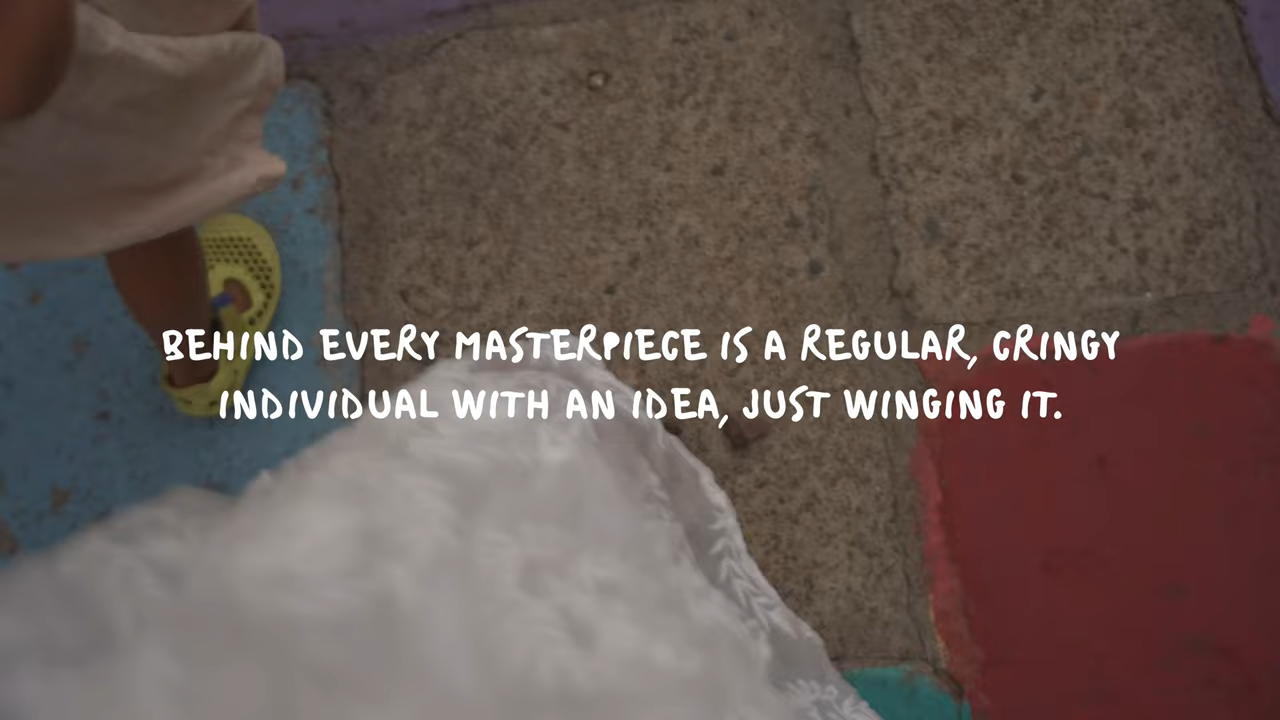 BEHIND EVERY MASTERPIECE IS A REGULAR, CRINGY
INDIVIDUAL WITH AN IDEA, JUST WINGING IT.